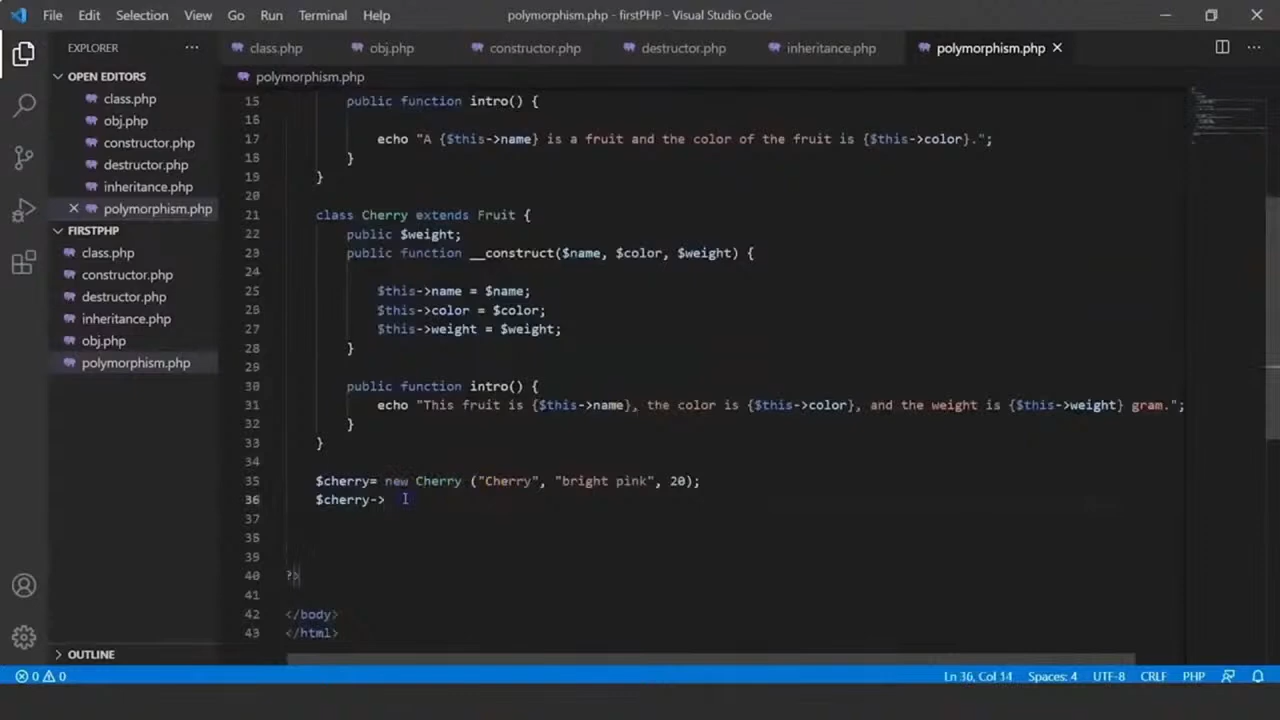 File Edit Selection View Go Run Terminal Help polymorphism.php - firstPHP - Visual Studio Code
EXPLORER ... class.php obj.php constructor.php destructor.php inheritance.php polymorphism.php
OPEN EDITORS
class.php
obj.php
constructor.php
destructor.php
inheritance.php
polymorphism.php
FIRSTPHP
class.php
constructor.php
destructor.php
inheritance.php
obj.php
polymorphism.php
OUTLINE
polymorphism.php
15 public function intro() {
16
17 echo "A {$this->name} is a fruit and the color of the fruit is {$this->color}.";
18 }
19 }
20
21 class Cherry extends Fruit {
22 public $weight;
23 public function __construct($name, $color, $weight) {
24
25 $this->name = $name;
26 $this->color = $color;
27 $this->weight = $weight;
28 }
29
30 public function intro() {
31 echo "This fruit is {$this->name}, the color is {$this->color}, and the weight is {$this->weight} gram.";
32 }
33 }
34
35 $cherry= new Cherry ("Cherry", "bright pink", 20);
36 $cherry->
37
38
39
40 ?>
41
42 </body>
43 </html>
0 0 Ln 36, Col 14 Spaces: 4 UTF-8 CRLF PHP